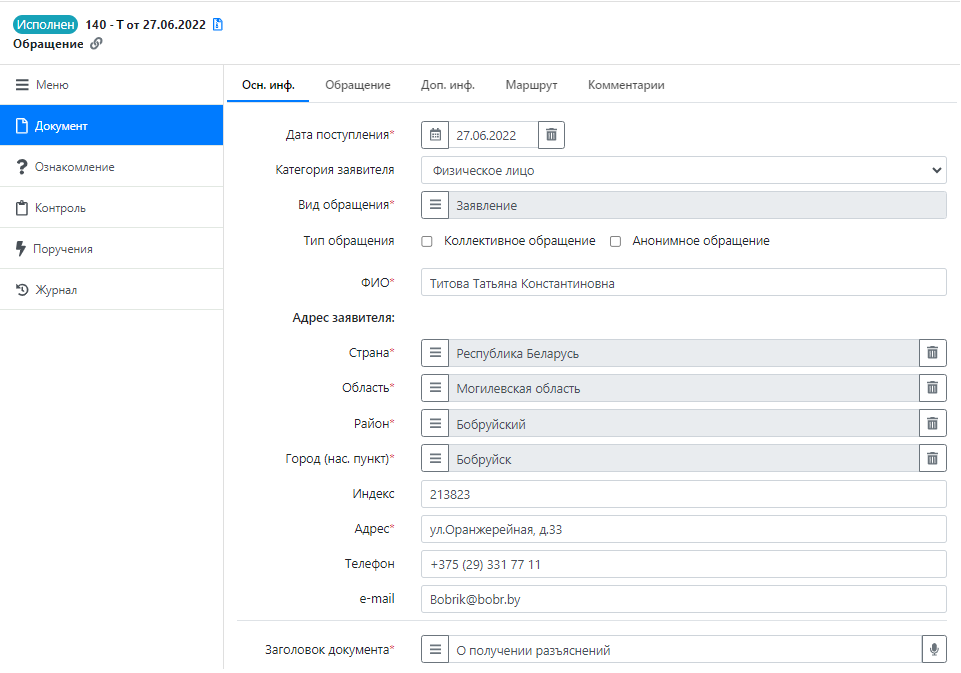 Исполнен 140 - Т от 27.06.2022
Обращение
Меню
Документ
Ознакомление
Контроль
Поручения
Журнал
Осн. инф. Обращение Доп. инф. Маршрут Комментарии
Дата поступления* 27.06.2022
Категория заявителя Физическое лицо
Вид обращения* Заявление
Тип обращения Коллективное обращение Анонимное обращение
ФИО* Титова Татьяна Константиновна
Адрес заявителя:
Страна* Республика Беларусь
Область* Могилевская область
Район* Бобруйский
Город (нас. пункт)* Бобруйск
Индекс 213823
Адрес* ул.Оранжерейная, д.33
Телефон +375 (29) 331 77 11
e-mail Bobrik@bobr.by
Заголовок документа* О получении разъяснений